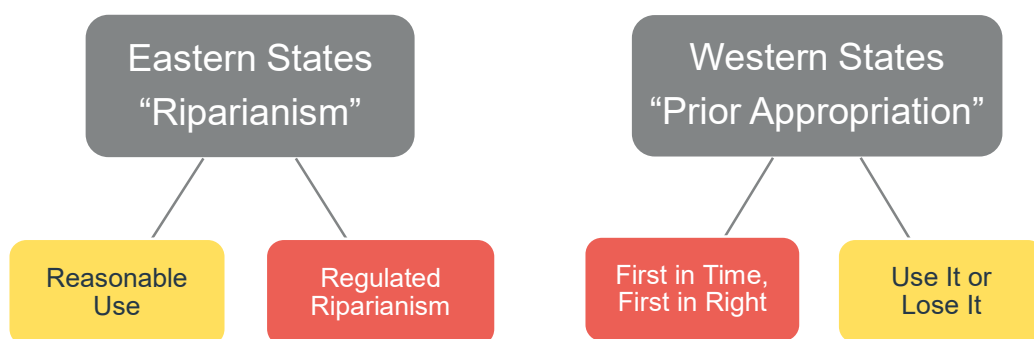 Eastern States
“Riparianism”
Western States
“Prior Appropriation”
Reasonable
Use
Regulated
Riparianism
First in Time,
First in Right
Use It or
Lose It